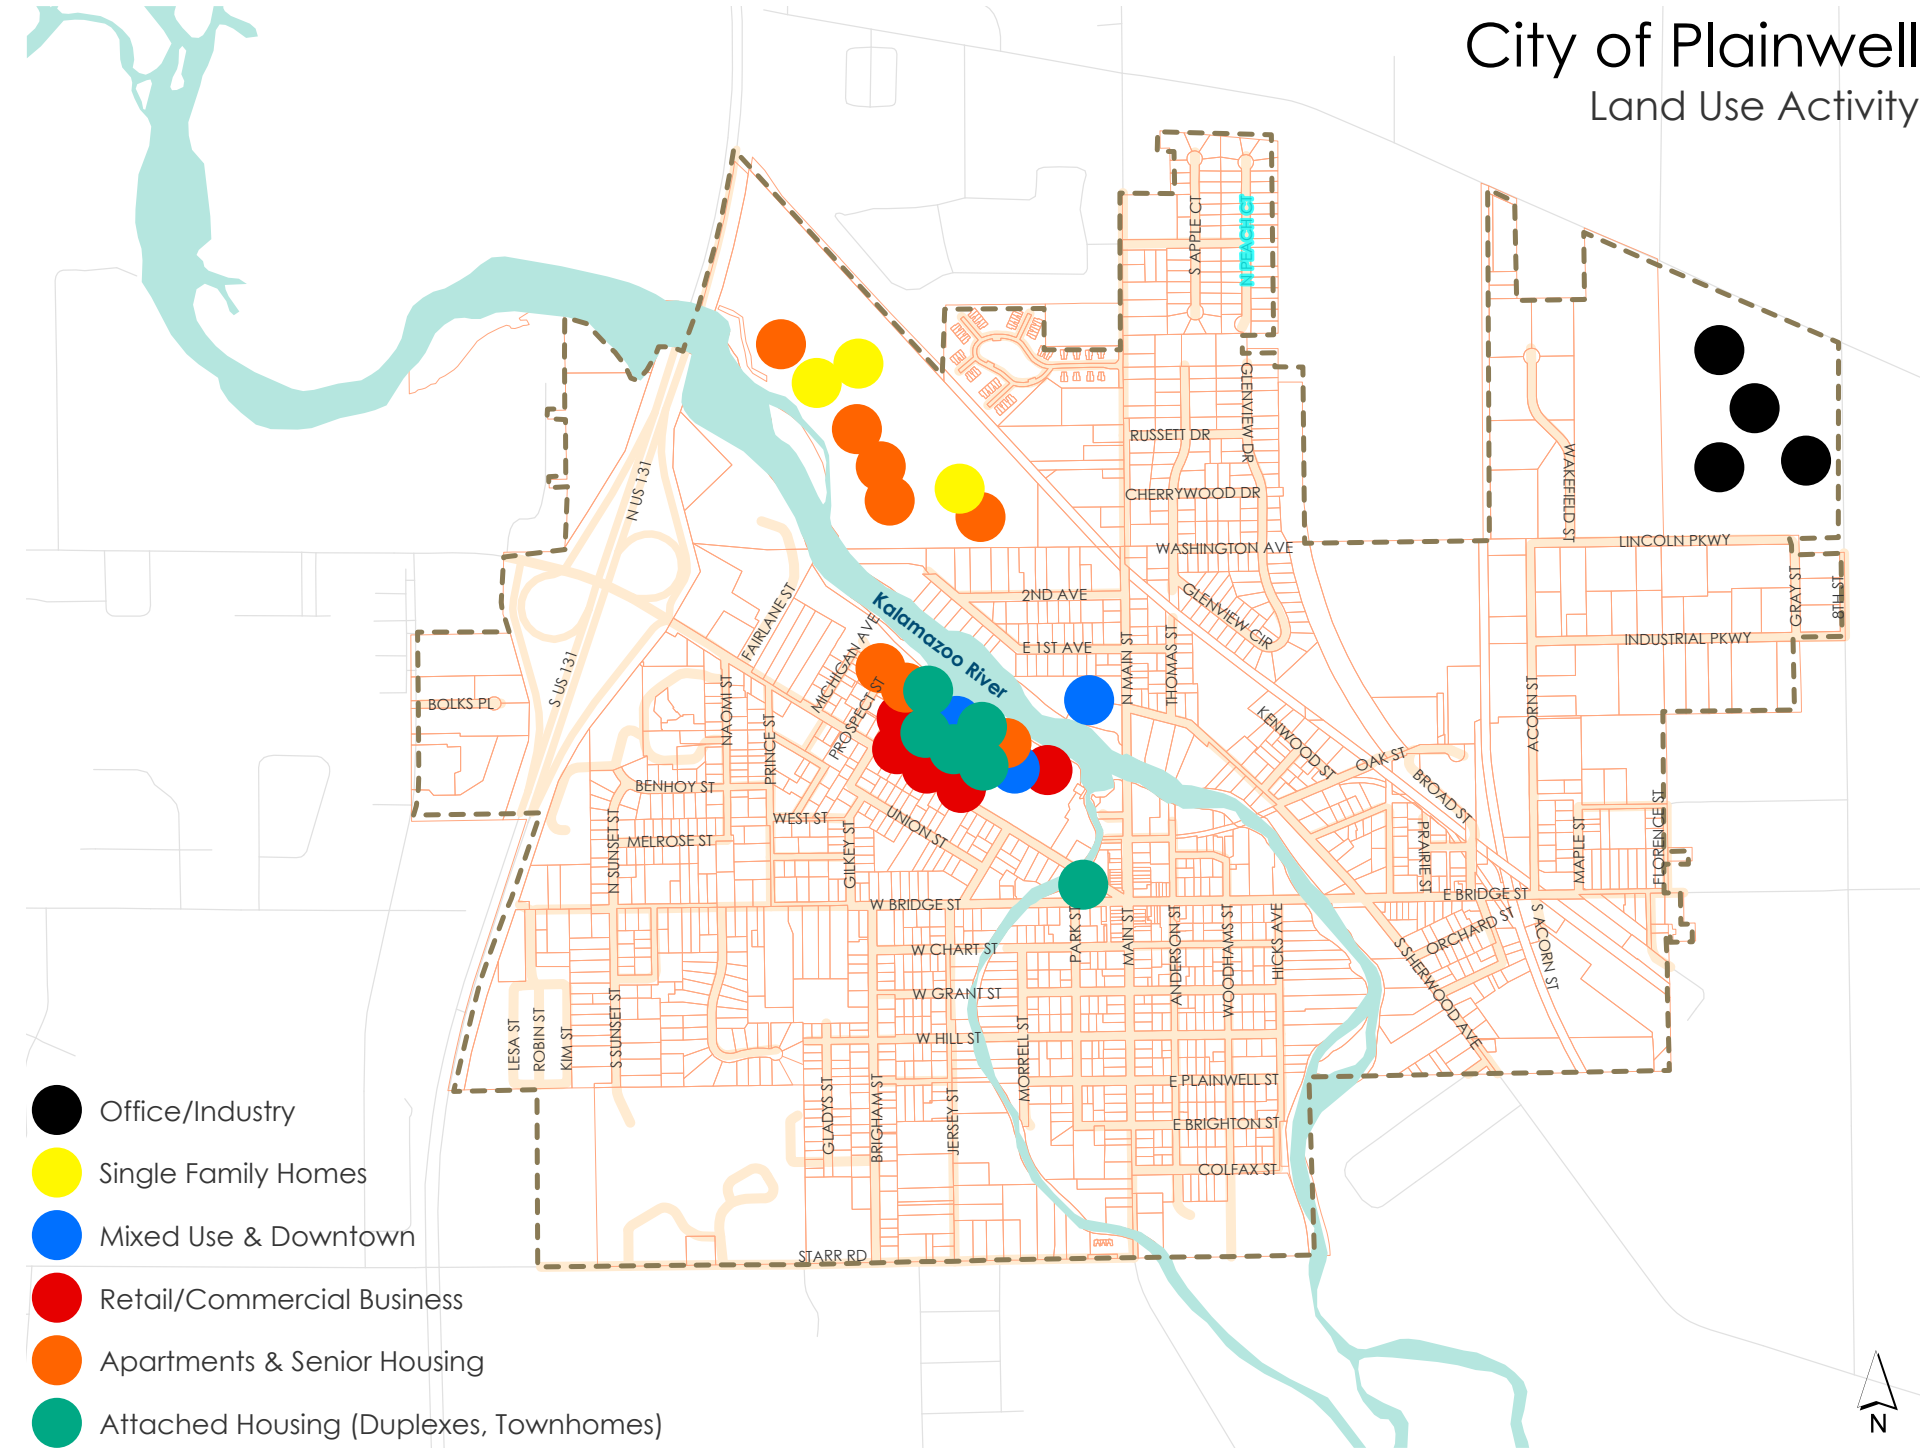 City of Plainwell
Land Use Activity
S APPLE CT
N PEACH CT
GLENVIEW DR
RUSSETT DR
CHERRYWOOD DR
WASHINGTON AVE
GLENVIEW CIR
2ND AVE
E 1ST AVE
N MAIN ST
THOMAS ST
WAKEFIELD ST
LINCOLN PKWY
GRAY ST
8TH ST
INDUSTRIAL PKWY
ACORN ST
N US 131
S US 131
BOLKS PL
FAIRLANE ST
MICHIGAN AVE
PROSPECT ST
Kalamazoo River
NAOMI ST
PRINCE ST
BENHOY ST
MELROSE ST
N SUNSET ST
WEST ST
GILKEY ST
UNION ST
KENWOOD ST
OAK ST
BROAD ST
PRAIRIE ST
MAPLE ST
FLORENCE ST
W BRIDGE ST
E BRIDGE ST
W CHART ST
W GRANT ST
W HILL ST
PARK ST
MAIN ST
ANDERSON ST
WOODHAMS ST
HICKS AVE
S SHERWOOD AVE
ORCHARD ST
S ACORN ST
LESA ST
ROBIN ST
KIM ST
S SUNSET ST
MORRELL ST
GLADYS ST
BRIGHAM ST
JERSEY ST
E PLAINWELL ST
E BRIGHTON ST
COLFAX ST
STARR RD
Office/Industry
Single Family Homes
Mixed Use & Downtown
Retail/Commercial Business
Apartments & Senior Housing
Attached Housing (Duplexes, Townhomes)
N